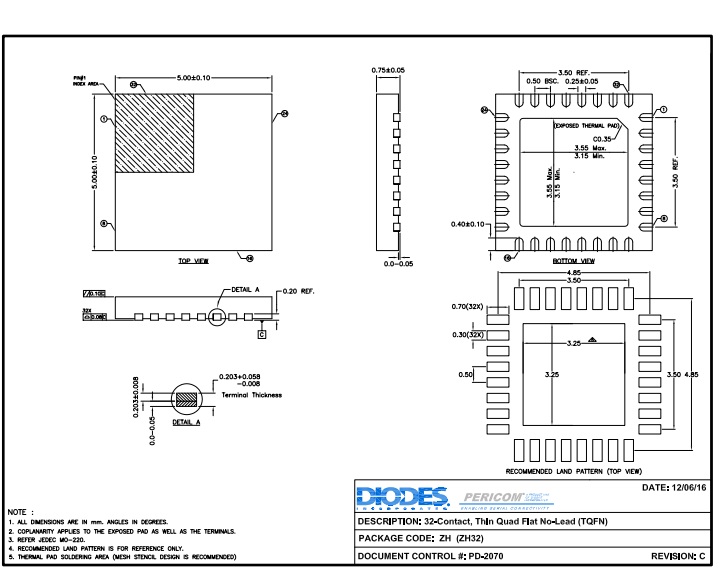 PIN#1
INDEX AREA
5.00±0.10
5.00±0.10
TOP VIEW
0.75±0.05
0.0-0.05
3.50 REF.
0.50 BSC.
0.25±0.05
(EXPOSED THERMAL PAD)
C0.35
3.55 Max.
3.15 Min.
3.55 Max.
3.15 Min.
3.50 REF.
0.40±0.10
BOTTOM VIEW
//0.10C
32X
0.08C
DETAIL A
0.20 REF.
C
0.203+0.058
-0.008
Terminal Thickness
0.203±0.008
0.0-0.05
DETAIL A
4.85
3.50
0.70(32X)
0.30(32X)
0.50
3.25
3.25
3.50 4.85
RECOMMENDED LAND PATTERN (TOP VIEW)
NOTE :
1. ALL DIMENSIONS ARE IN mm. ANGLES IN DEGREES.
2. COPLANARITY APPLIES TO THE EXPOSED PAD AS WELL AS THE TERMINALS.
3. REFER JEDEC MO-220.
4. RECOMMENDED LAND PATTERN IS FOR REFERENCE ONLY.
5. THERMAL PAD SOLDERING AREA (MESH STENCIL DESIGN IS RECOMMENDED)
DIODES
INCORPORATED
PERICOM
ENABLING SERIAL CONNECTIVITY
DATE: 12/06/16
DESCRIPTION: 32-Contact, Thin Quad Flat No-Lead (TQFN)
PACKAGE CODE: ZH (ZH32)
DOCUMENT CONTROL #: PD-2070
REVISION: C